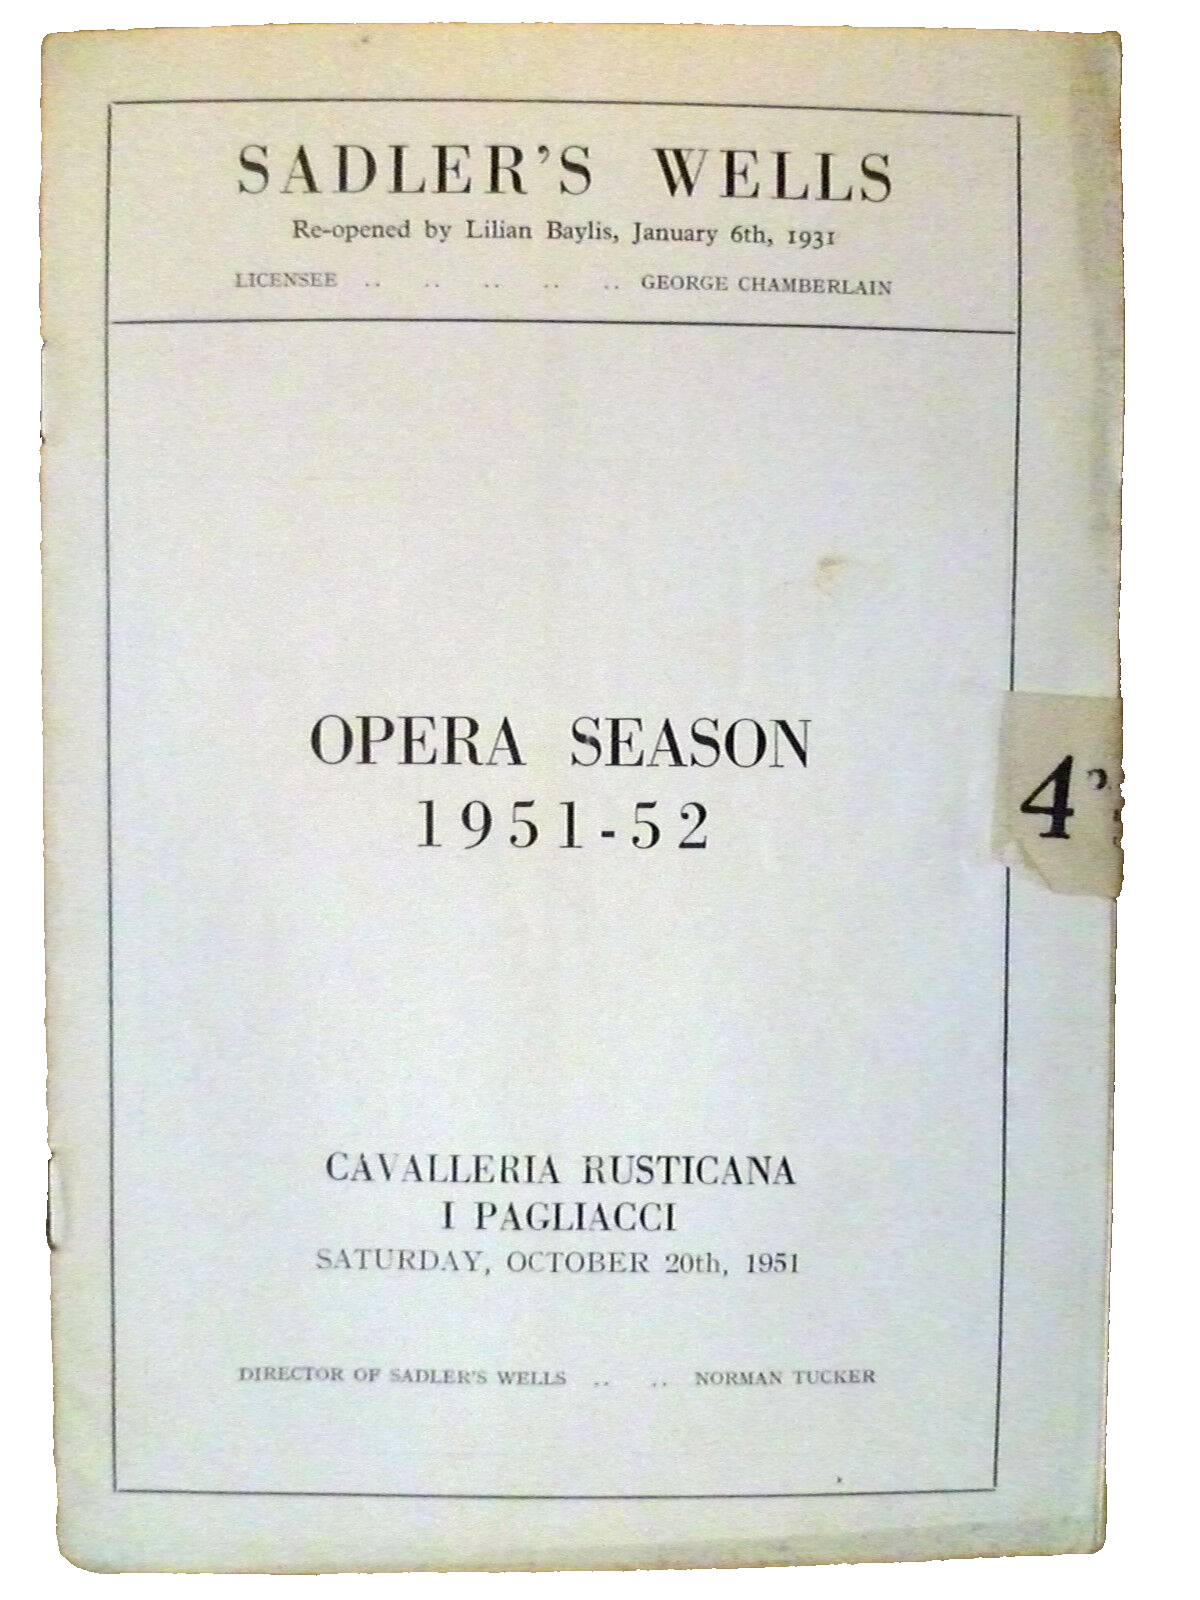 SADLER'S WELLS
Re-opened by Lilian Baylis, January 6th, 1931
LICENSEE .. .. .. .. .. GEORGE CHAMBERLAIN
OPERA SEASON
1951-52
4D.
CAVALLERIA RUSTICANA
I PAGLIACCI
SATURDAY, OCTOBER 20th, 1951
DIRECTOR OF SADLER'S WELLS .. .. NORMAN TUCKER